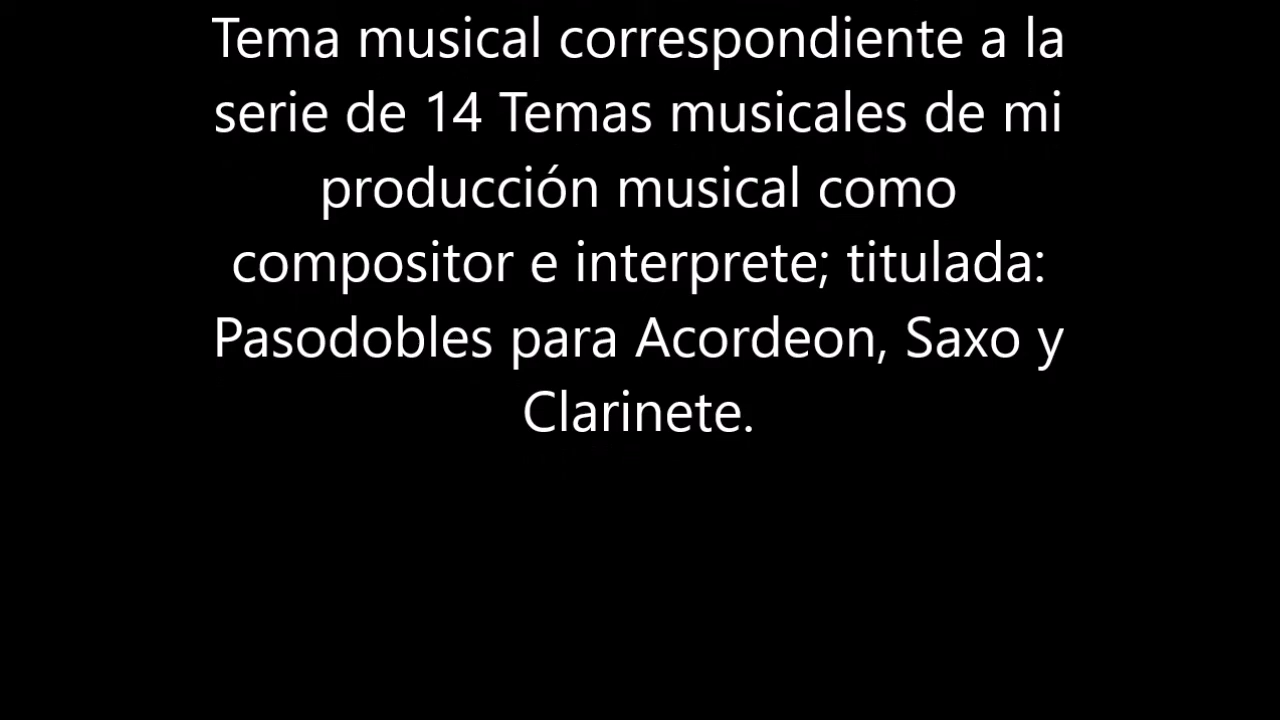 Tema musical correspondiente a la
serie de 14 Temas musicales de mi
producción musical como
compositor e interprete; titulada:
Pasodobles para Acordeon, Saxo y
Clarinete.